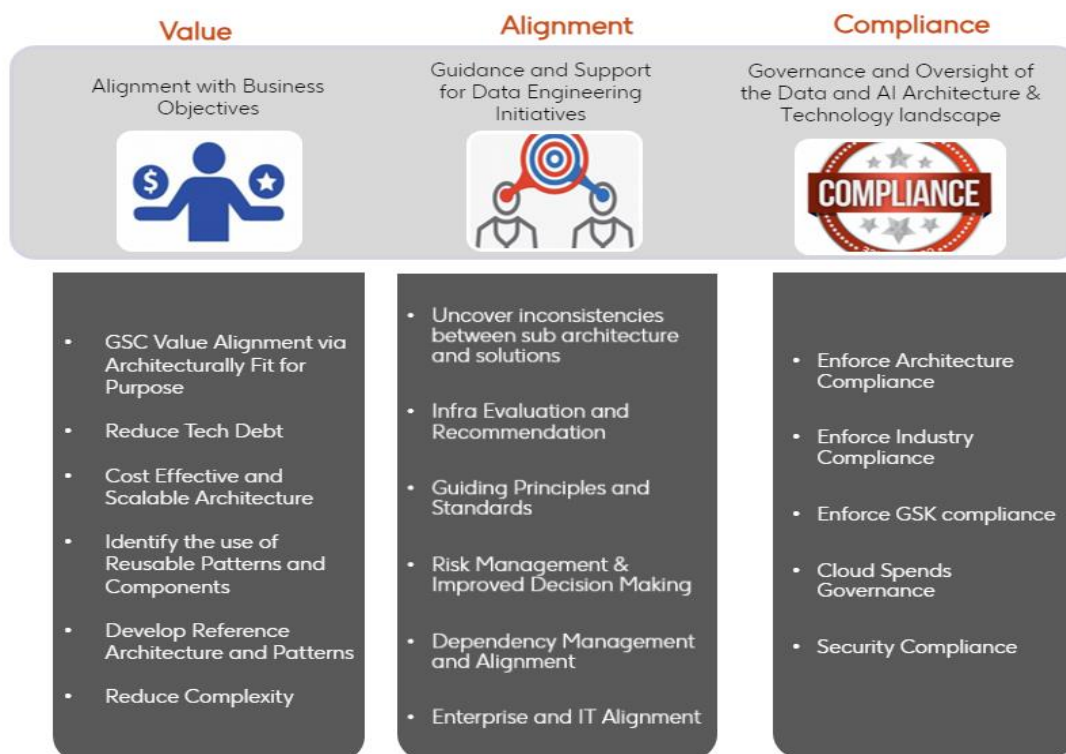 Value
Alignment
Compliance
Alignment with Business
Objectives
Guidance and Support
for Data Engineering
Initiatives
Governance and Oversight of
the Data and AI Architecture &
Technology landscape
$
COMPLIANCE
• GSC Value Alignment via
Architecturally Fit for
Purpose
• Reduce Tech Debt
• Cost Effective and
Scalable Architecture
• Identify the use of
Reusable Patterns and
Components
• Develop Reference
Architecture and Patterns
• Reduce Complexity
• Uncover inconsistencies
between sub architecture
and solutions
• Infra Evaluation and
Recommendation
• Guiding Principles and
Standards
• Risk Management &
Improved Decision Making
• Dependency Management
and Alignment
• Enterprise and IT Alignment
• Enforce Architecture
Compliance
• Enforce Industry
Compliance
• Enforce GSK compliance
• Cloud Spends
Governance
• Security Compliance